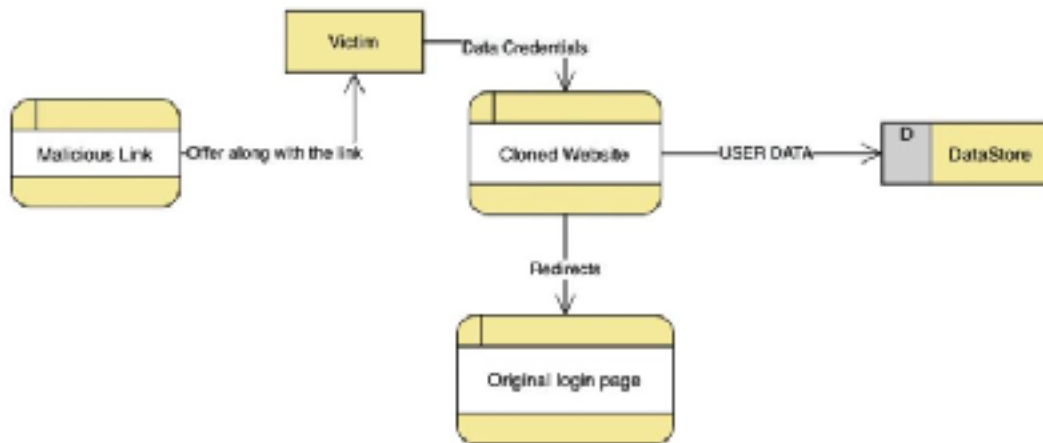 Victim
Data Credentials
Malicious Link
Offer along with the link
Cloned Website
USER DATA
D
DataStore
Redirects
Original login page